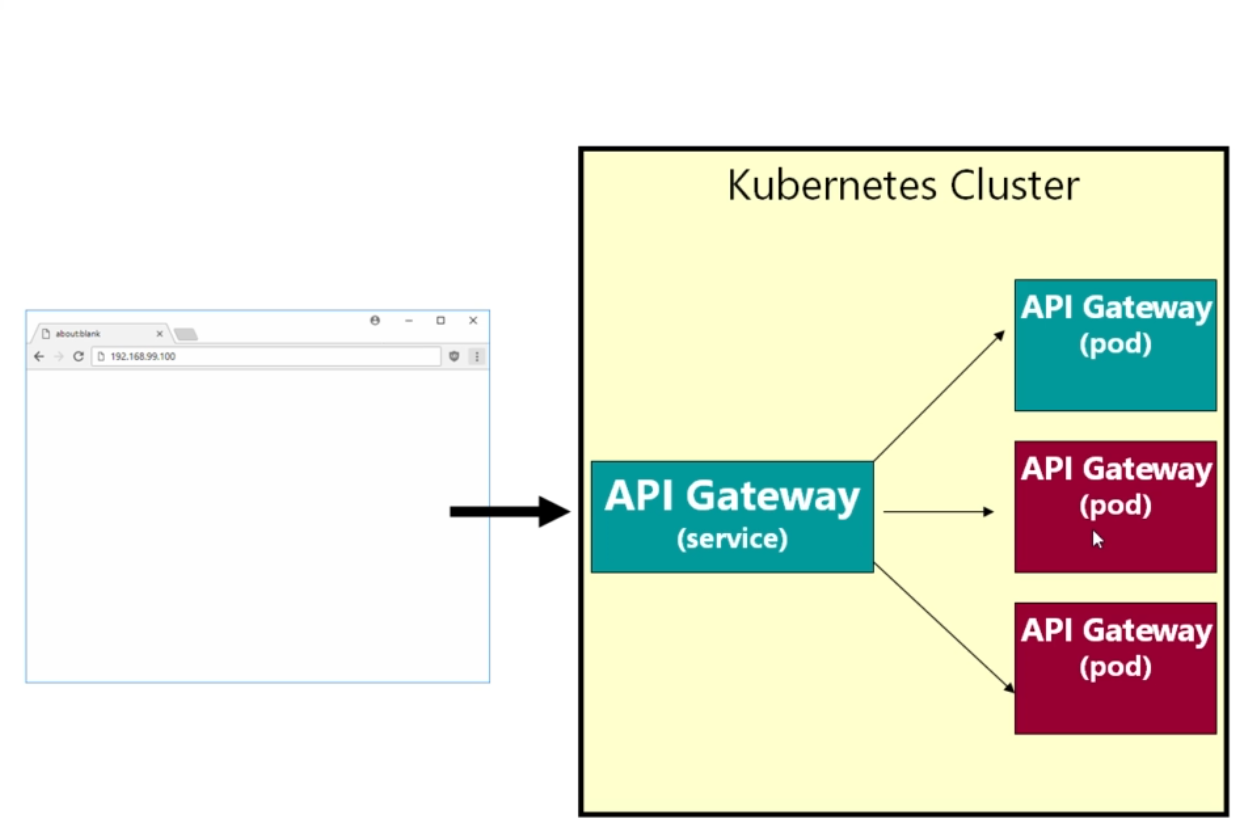 Kubernetes Cluster
about:blank
192.168.99.100
API Gateway
(service)
API Gateway
(pod)
API Gateway
(pod)
API Gateway
(pod)